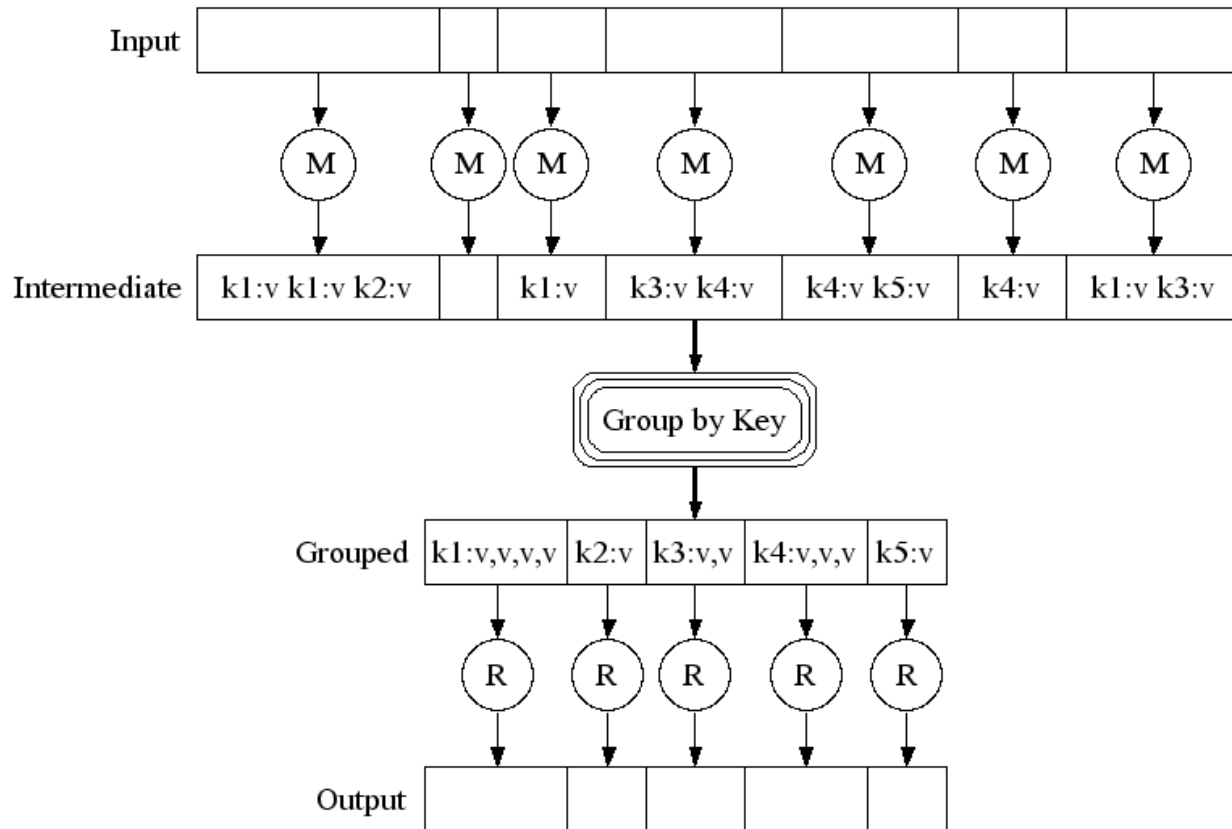 Input
M M M M M M M
Intermediate k1:v k1:v k2:v k1:v k3:v k4:v k4:v k5:v k4:v k1:v k3:v
Group by Key
Grouped k1:v,v,v,v k2:v k3:v,v k4:v,v,v k5:v
R R R R R
Output